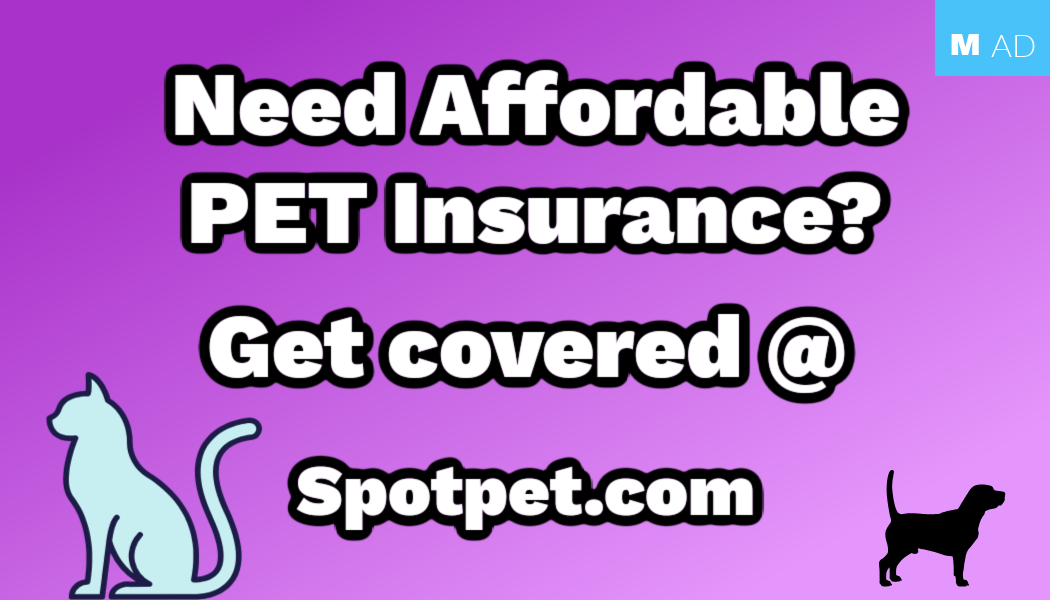 M AD
Need Affordable
PET Insurance?
Get covered @
Spotpet.com